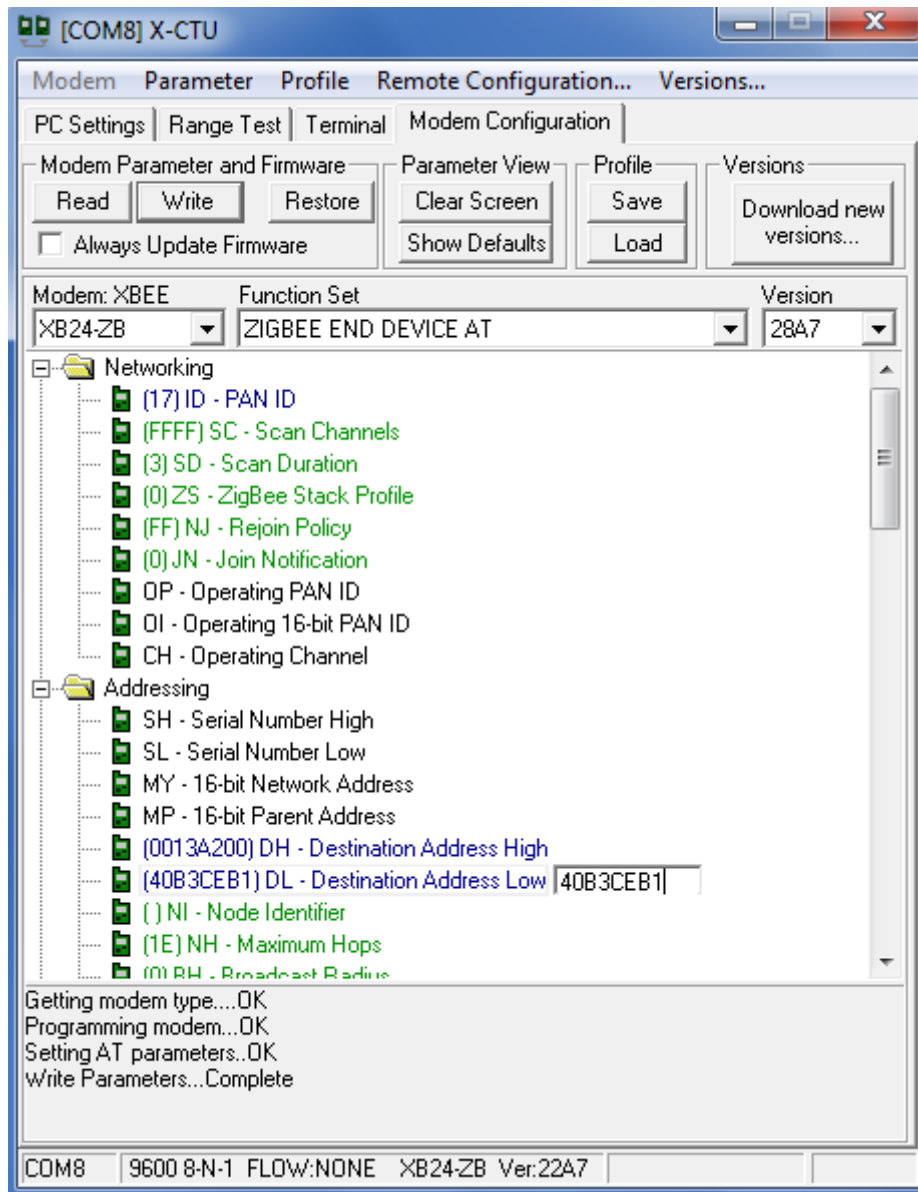 [COM8] X-CTU
Modem Parameter Profile Remote Configuration... Versions...
PC Settings Range Test Terminal Modem Configuration
Modem Parameter and Firmware Parameter View Profile Versions
Read Write Restore Clear Screen Save Download new versions...
Always Update Firmware Show Defaults Load
Modem: XBEE Function Set Version
XB24-ZB ZIGBEE END DEVICE AT 28A7
Networking
(17) ID - PAN ID
(FFFF) SC - Scan Channels
(3) SD - Scan Duration
(0) ZS - ZigBee Stack Profile
(FF) NJ - Rejoin Policy
(0) JN - Join Notification
OP - Operating PAN ID
OI - Operating 16-bit PAN ID
CH - Operating Channel
Addressing
SH - Serial Number High
SL - Serial Number Low
MY - 16-bit Network Address
MP - 16-bit Parent Address
(0013A200) DH - Destination Address High
(40B3CEB1) DL - Destination Address Low 40B3CEB1
( ) NI - Node Identifier
(1E) NH - Maximum Hops
(0) BH - Broadcast Radius
Getting modem type....OK
Programming modem...OK
Setting AT parameters..OK
Write Parameters...Complete
COM8 9600 8-N-1 FLOW:NONE XB24-ZB Ver:22A7